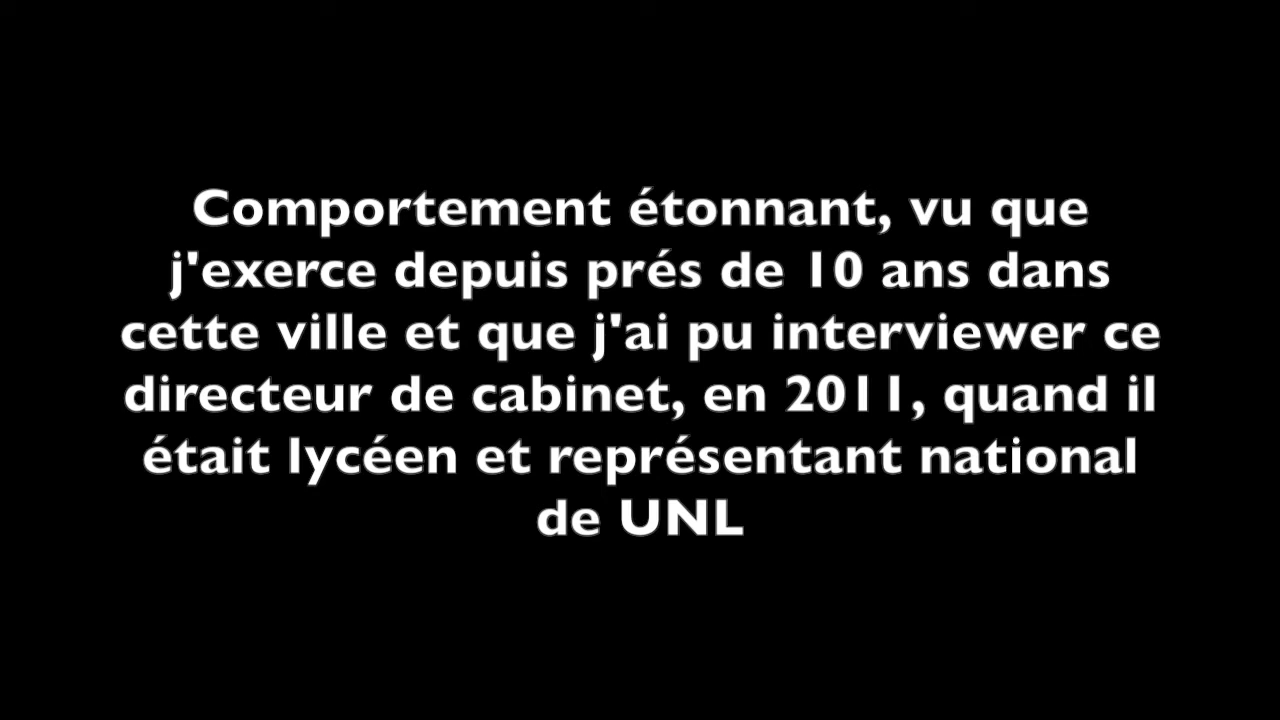 Comportement étonnant, vu que
j'exerce depuis prés de 10 ans dans
cette ville et que j'ai pu interviewer ce
directeur de cabinet, en 2011, quand il
était lycéen et représentant national
de UNL